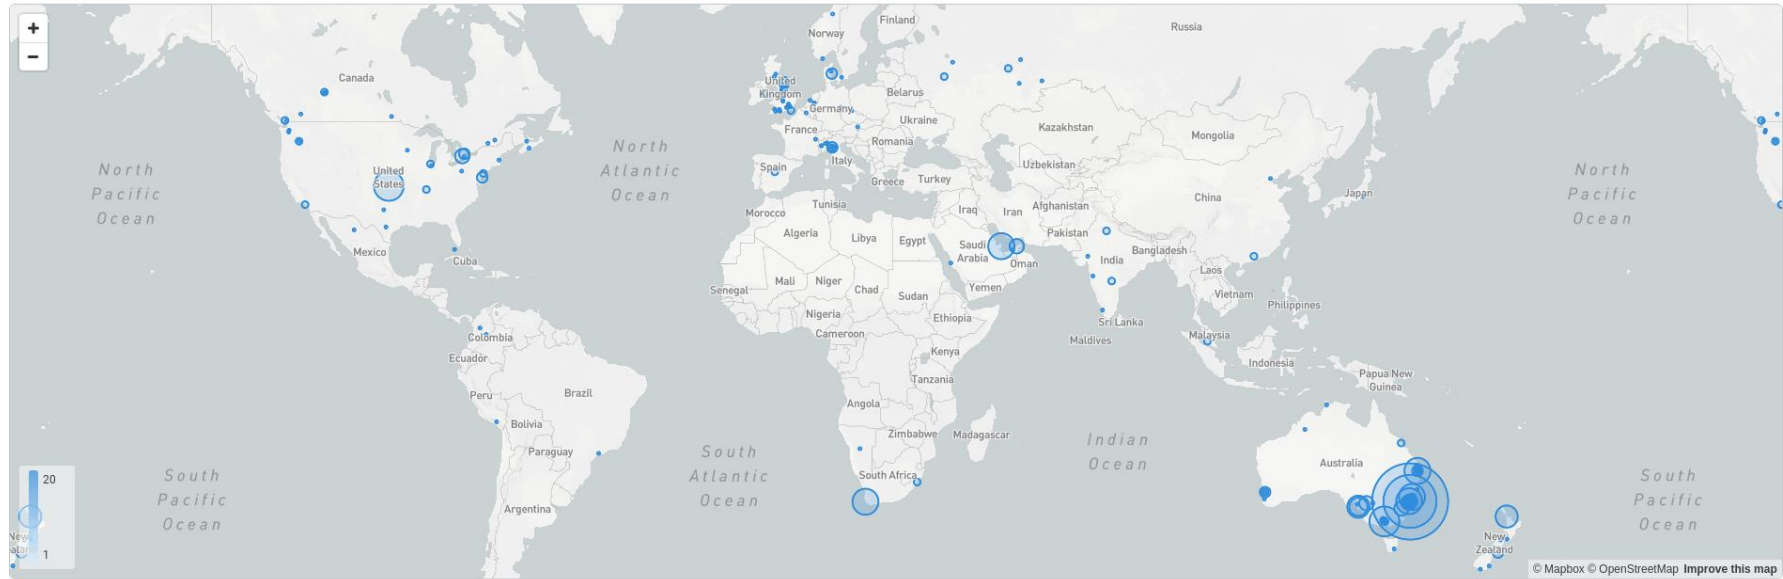 +
−
Finland
Norway
Russia
Canada
United
Kingdom
Belarus
Germany
Ukraine
France
Kazakhstan
Mongolia
Romania
North
Atlantic
Ocean
North
Pacific
Ocean
North
Pacific
Ocean
United
States
Italy
Spain
Uzbekistan
Greece
Turkey
China
Japan
Tunisia
Morocco
Iraq
Iran
Afghanistan
Algeria
Libya
Egypt
Pakistan
Saudi
Arabia
Mexico
Cuba
Oman
India
Bangladesh
Laos
Mali
Niger
Chad
Sudan
Yemen
Senegal
Vietnam
Philippines
Nigeria
Ethiopia
Sri Lanka
Cameroon
Colombia
Maldives
Malaysia
Ecuador
Kenya
Indonesia
Papua New
Guinea
Tanzania
Peru
Brazil
Angola
Bolivia
Zimbabwe
Madagascar
Indian
Ocean
Paraguay
South
Atlantic
Ocean
Australia
South Africa
South
Pacific
Ocean
South
Pacific
Ocean
20
Argentina
New
Zealand
1
© Mapbox © OpenStreetMap Improve this map